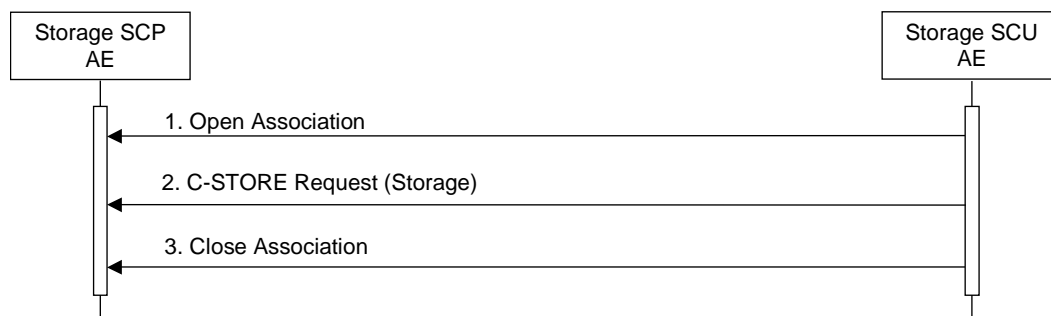 Storage SCP
AE
Storage SCU
AE
1. Open Association
2. C-STORE Request (Storage)
3. Close Association